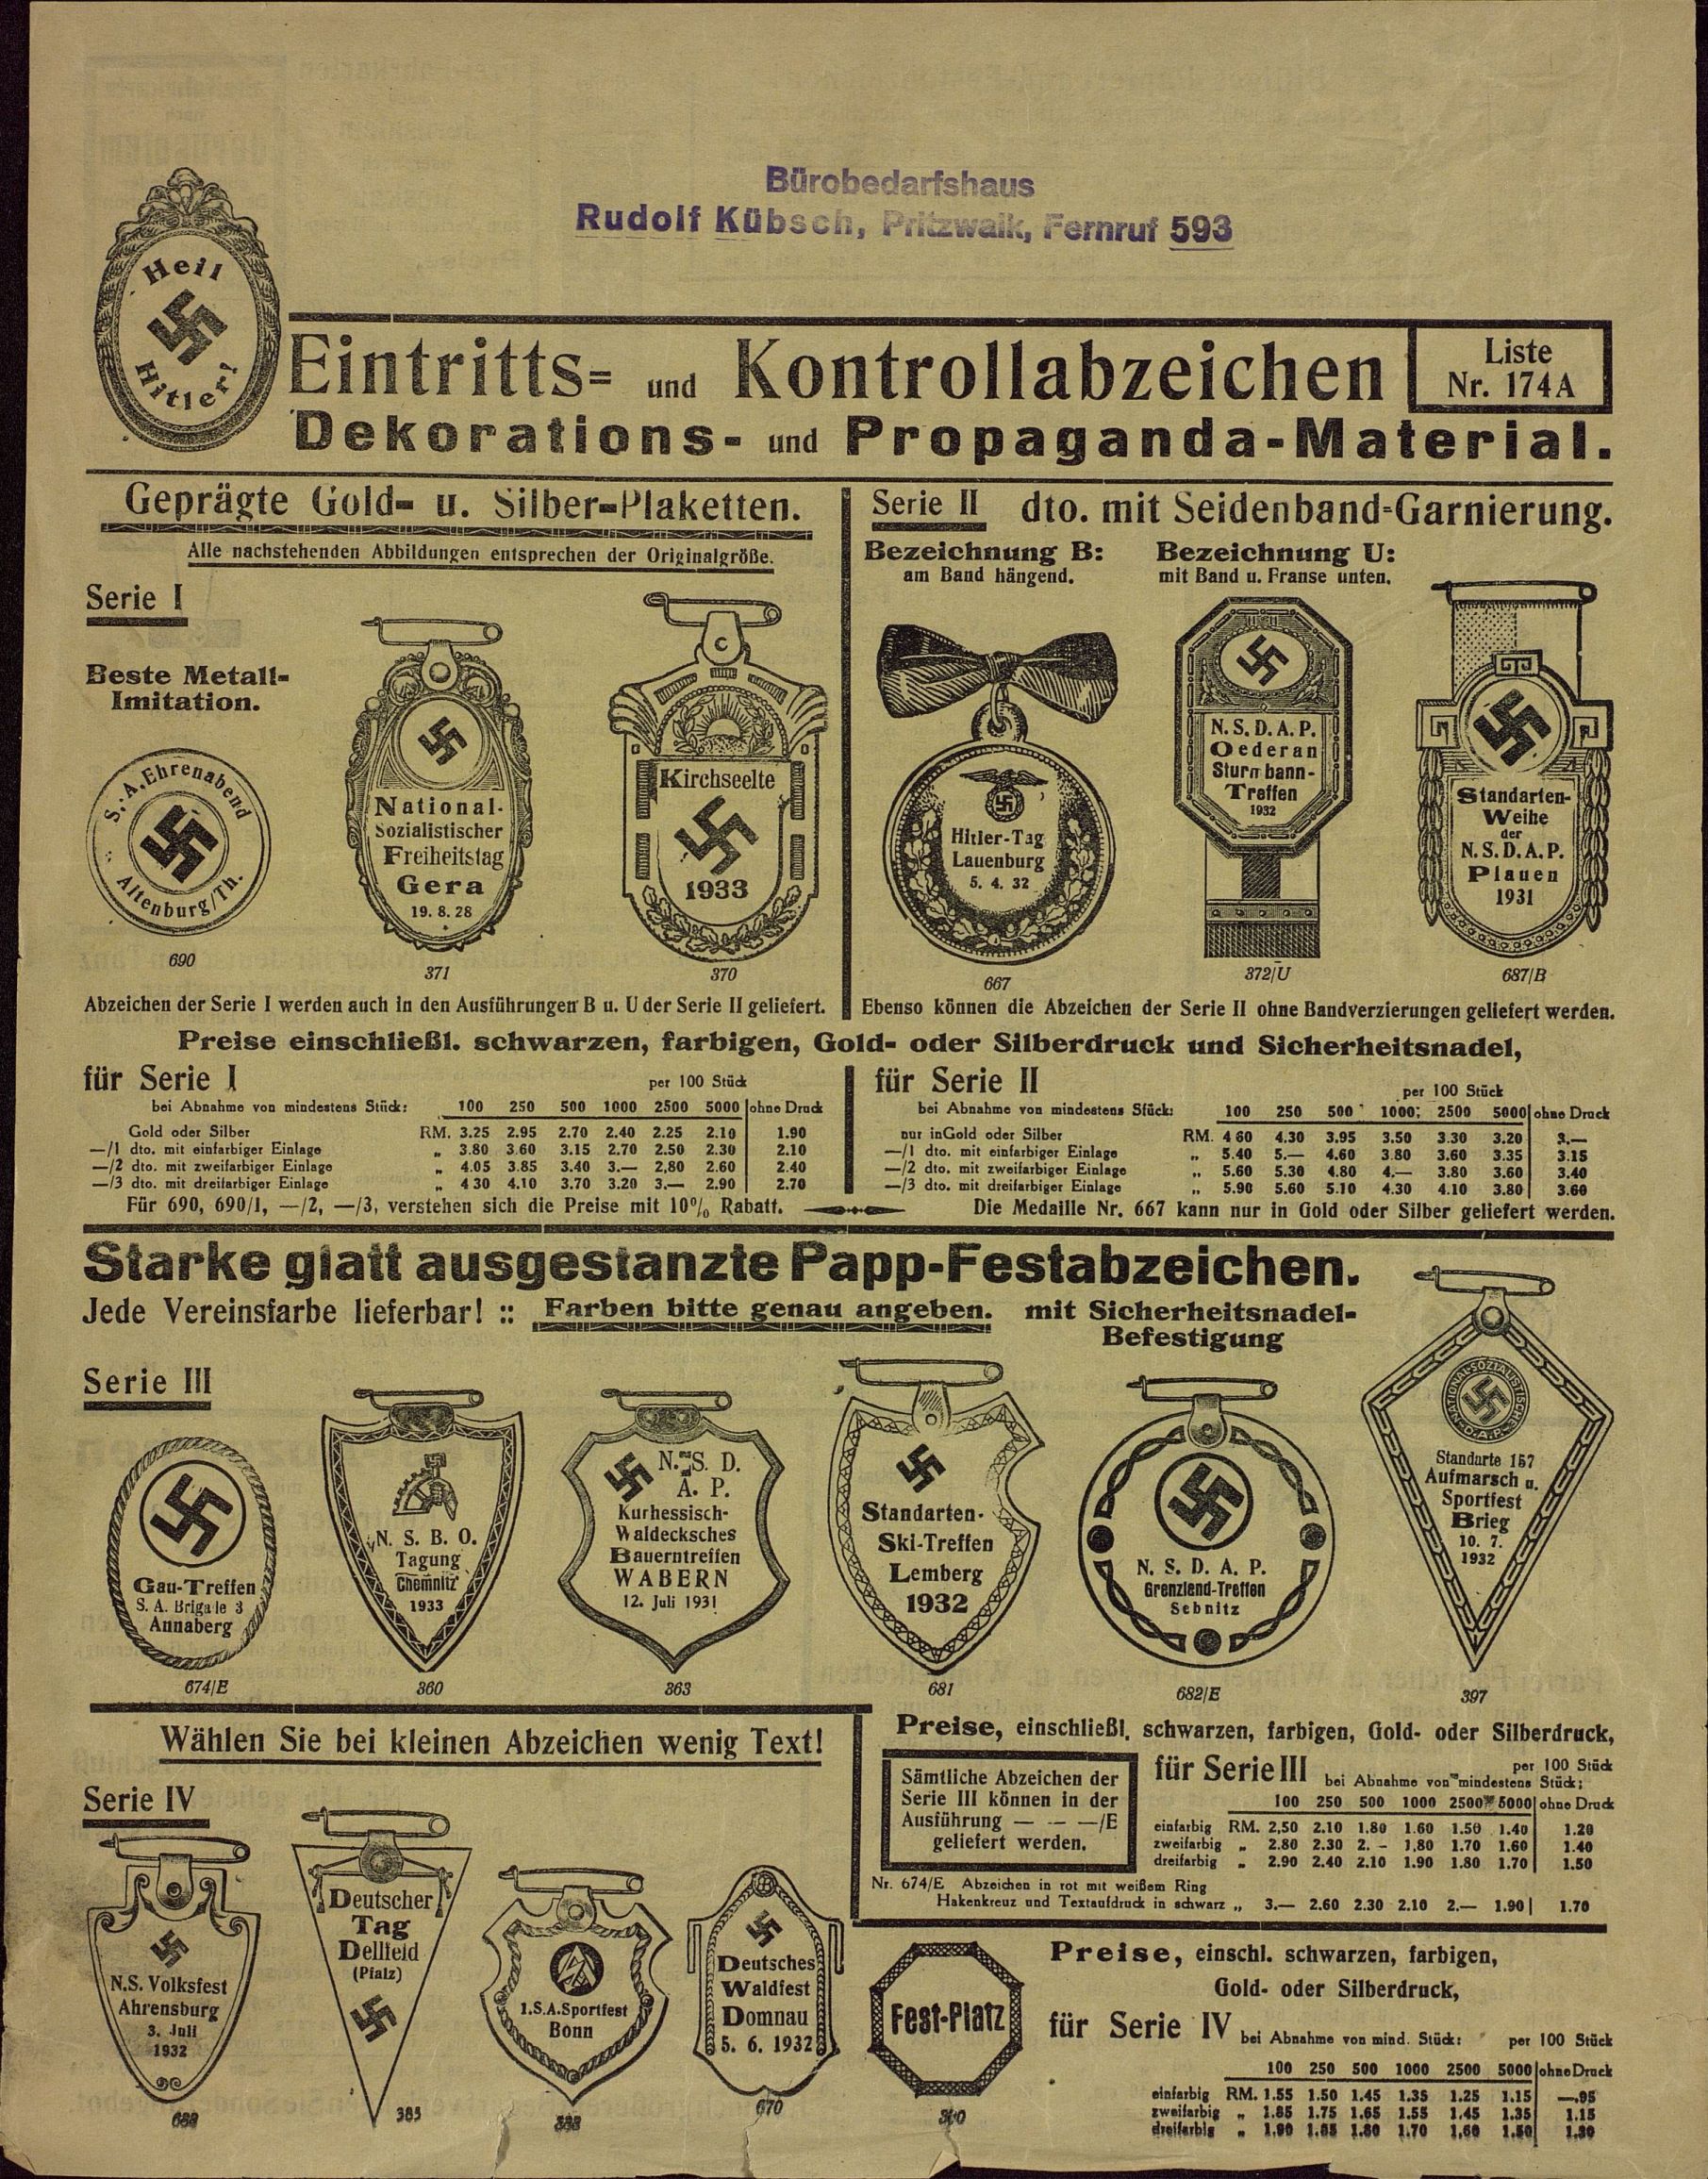 Bürobedarfshaus
Rudolf Kübsch, Pritzwalk, Fernruf 593
Heil
Hitler!
Eintritts= und Kontrollabzeichen
Liste
Nr. 174A
Dekorations- und Propaganda-Material.
Geprägte Gold- u. Silber-Plaketten.
Alle nachstehenden Abbildungen entsprechen der Originalgröße.
Serie I
Beste Metall-
Imitation.
S. A. Ehrenabend
Altenburg/Th.
690
National-
Sozialistischer
Freiheitstag
Gera
19. 8. 28
371
Kirchseelte
1933
370
Abzeichen der Serie I werden auch in den Ausführungen B u. U der Serie II geliefert.
Serie II dto. mit Seidenband-Garnierung.
Bezeichnung B:
am Band hängend.
Bezeichnung U:
mit Band u. Franse unten.
Hitler-Tag
Lauenburg
5. 4. 32
667
N. S. D. A. P.
Oederan
Sturmbann-
Treffen
1932
372/U
Standarten-
Weihe
der
N. S. D. A. P.
Plauen
1931
687/B
Ebenso können die Abzeichen der Serie II ohne Bandverzierungen geliefert werden.
Preise einschließl. schwarzen, farbigen, Gold- oder Silberdruck und Sicherheitsnadel,
für Serie I per 100 Stück
bei Abnahme von mindestens Stück: 100 250 500 1000 2500 5000 ohne Druck
Gold oder Silber RM. 3.25 2.95 2.70 2.40 2.25 2.10 1.90
—/1 dto. mit einfarbiger Einlage „ 3.80 3.60 3.15 2.70 2.50 2.30 2.10
—/2 dto. mit zweifarbiger Einlage „ 4.05 3.85 3.40 3.— 2,80 2.60 2.40
—/3 dto. mit dreifarbiger Einlage „ 4 30 4.10 3.70 3.20 3.— 2.90 2.70
Für 690, 690/1, —/2, —/3, verstehen sich die Preise mit 10% Rabatt.
für Serie II per 100 Stück
bei Abnahme von mindestens Stück: 100 250 500 1000 2500 5000 ohne Druck
nur in Gold oder Silber RM. 4 60 4.30 3.95 3.50 3.30 3.20 3.—
—/1 dto. mit einfarbiger Einlage „ 5.40 5.— 4.60 3.80 3.60 3.35 3.15
—/2 dto. mit zweifarbiger Einlage „ 5.60 5.30 4.80 4.— 3.80 3.60 3.40
—/3 dto. mit dreifarbiger Einlage „ 5.90 5.60 5.10 4.30 4.10 3.80 3.60
Die Medaille Nr. 667 kann nur in Gold oder Silber geliefert werden.
Starke glatt ausgestanzte Papp-Festabzeichen.
Jede Vereinsfarbe lieferbar! :: Farben bitte genau angeben. mit Sicherheitsnadel-
Befestigung
Serie III
Gau-Treffen
S. A. Brigade 3
Annaberg
674/E
N. S. B. O.
Tagung
Chemnitz
1933
360
N. S. D.
A. P.
Kurhessisch-
Waldecksches
Bauerntreffen
WABERN
12. Juli 1931
363
Standarten-
Ski-Treffen
Lemberg
1932
681
N. S. D. A. P.
Grenzland-Treffen
Sebnitz
682/E
NATIONAL-SOZIALISTISCHE
D.A.P.
Standarte 157
Aufmarsch u.
Sportfest
Brieg
10. 7.
1932
397
Wählen Sie bei kleinen Abzeichen wenig Text!
Serie IV
N.S. Volksfest
Ahrensburg
3. Juli
1932
Deutscher
Tag
Dellfeld
(Pfalz)
385
1.S.A.Sportfest
Bonn
Deutsches
Waldfest
Domnau
5. 6. 1932
670
Fest-Platz
Preise, einschließl. schwarzen, farbigen, Gold- oder Silberdruck,
Sämtliche Abzeichen der
Serie III können in der
Ausführung — — —/E
geliefert werden.
für Serie III per 100 Stück
bei Abnahme von mindestens Stück:
100 250 500 1000 2500 5000 ohne Druck
einfarbig RM. 2,50 2.10 1.80 1.60 1.50 1.40 1.20
zweifarbig „ 2.80 2.30 2.- 1,80 1.70 1.60 1.40
dreifarbig „ 2.90 2.40 2.10 1.90 1.80 1.70 1.50
Nr. 674/E Abzeichen in rot mit weißem Ring
Hakenkreuz und Textaufdruck in schwarz „ 3.— 2.60 2.30 2.10 2.— 1.90 1.70
Preise, einschl. schwarzen, farbigen,
Gold- oder Silberdruck,
für Serie IV bei Abnahme von mind. Stück: per 100 Stück
100 250 500 1000 2500 5000 ohne Druck
einfarbig RM. 1.55 1.50 1.45 1.35 1.25 1.15 —.95
zweifarbig „ 1.85 1.75 1.65 1.55 1.45 1.35 1.15
dreifarbig „ 1.90 1.85 1.80 1.70 1.60 1.50 1.30